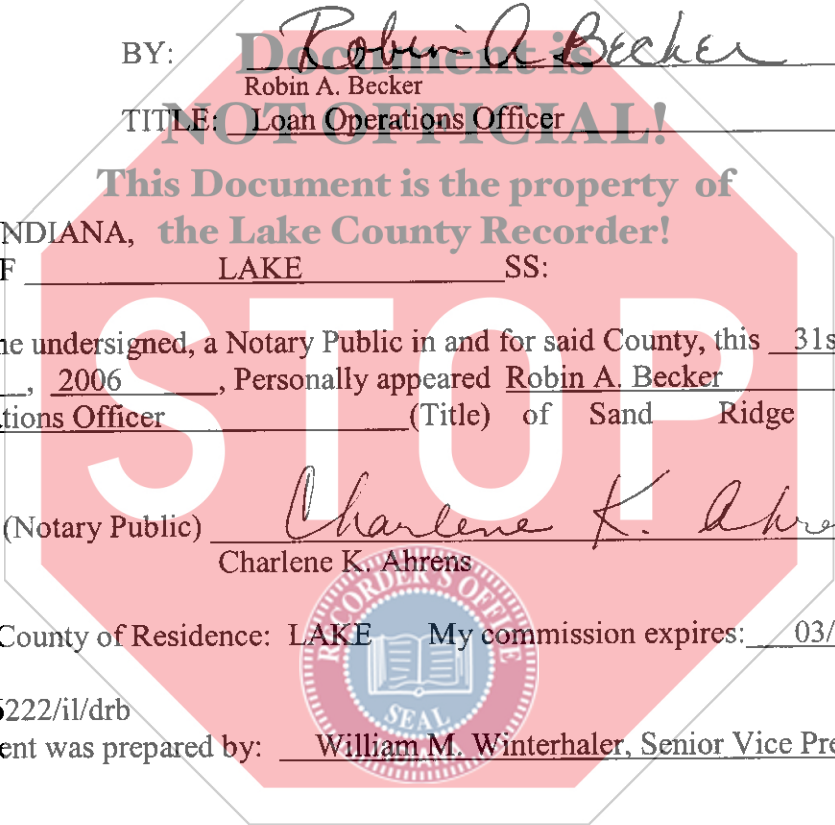 BY: Robin A Becker
Document is
Robin A. Becker
NOT OFFICIAL!
TITLE: Loan Operations Officer
This Document is the property of
the Lake County Recorder!
NDIANA,
F LAKE SS:
STOP
ne undersigned, a Notary Public in and for said County, this 31s
, 2006 , Personally appeared Robin A. Becker
tions Officer (Title) of Sand Ridge
(Notary Public) Charlene K. Ahre
Charlene K. Ahrens
RECORDER'S OFFICE
County of Residence: LAKE My commission expires: 03/
SEAL
6222/il/drb
ent was prepared by: William M. Winterhaler, Senior Vice Pre
INDIANA